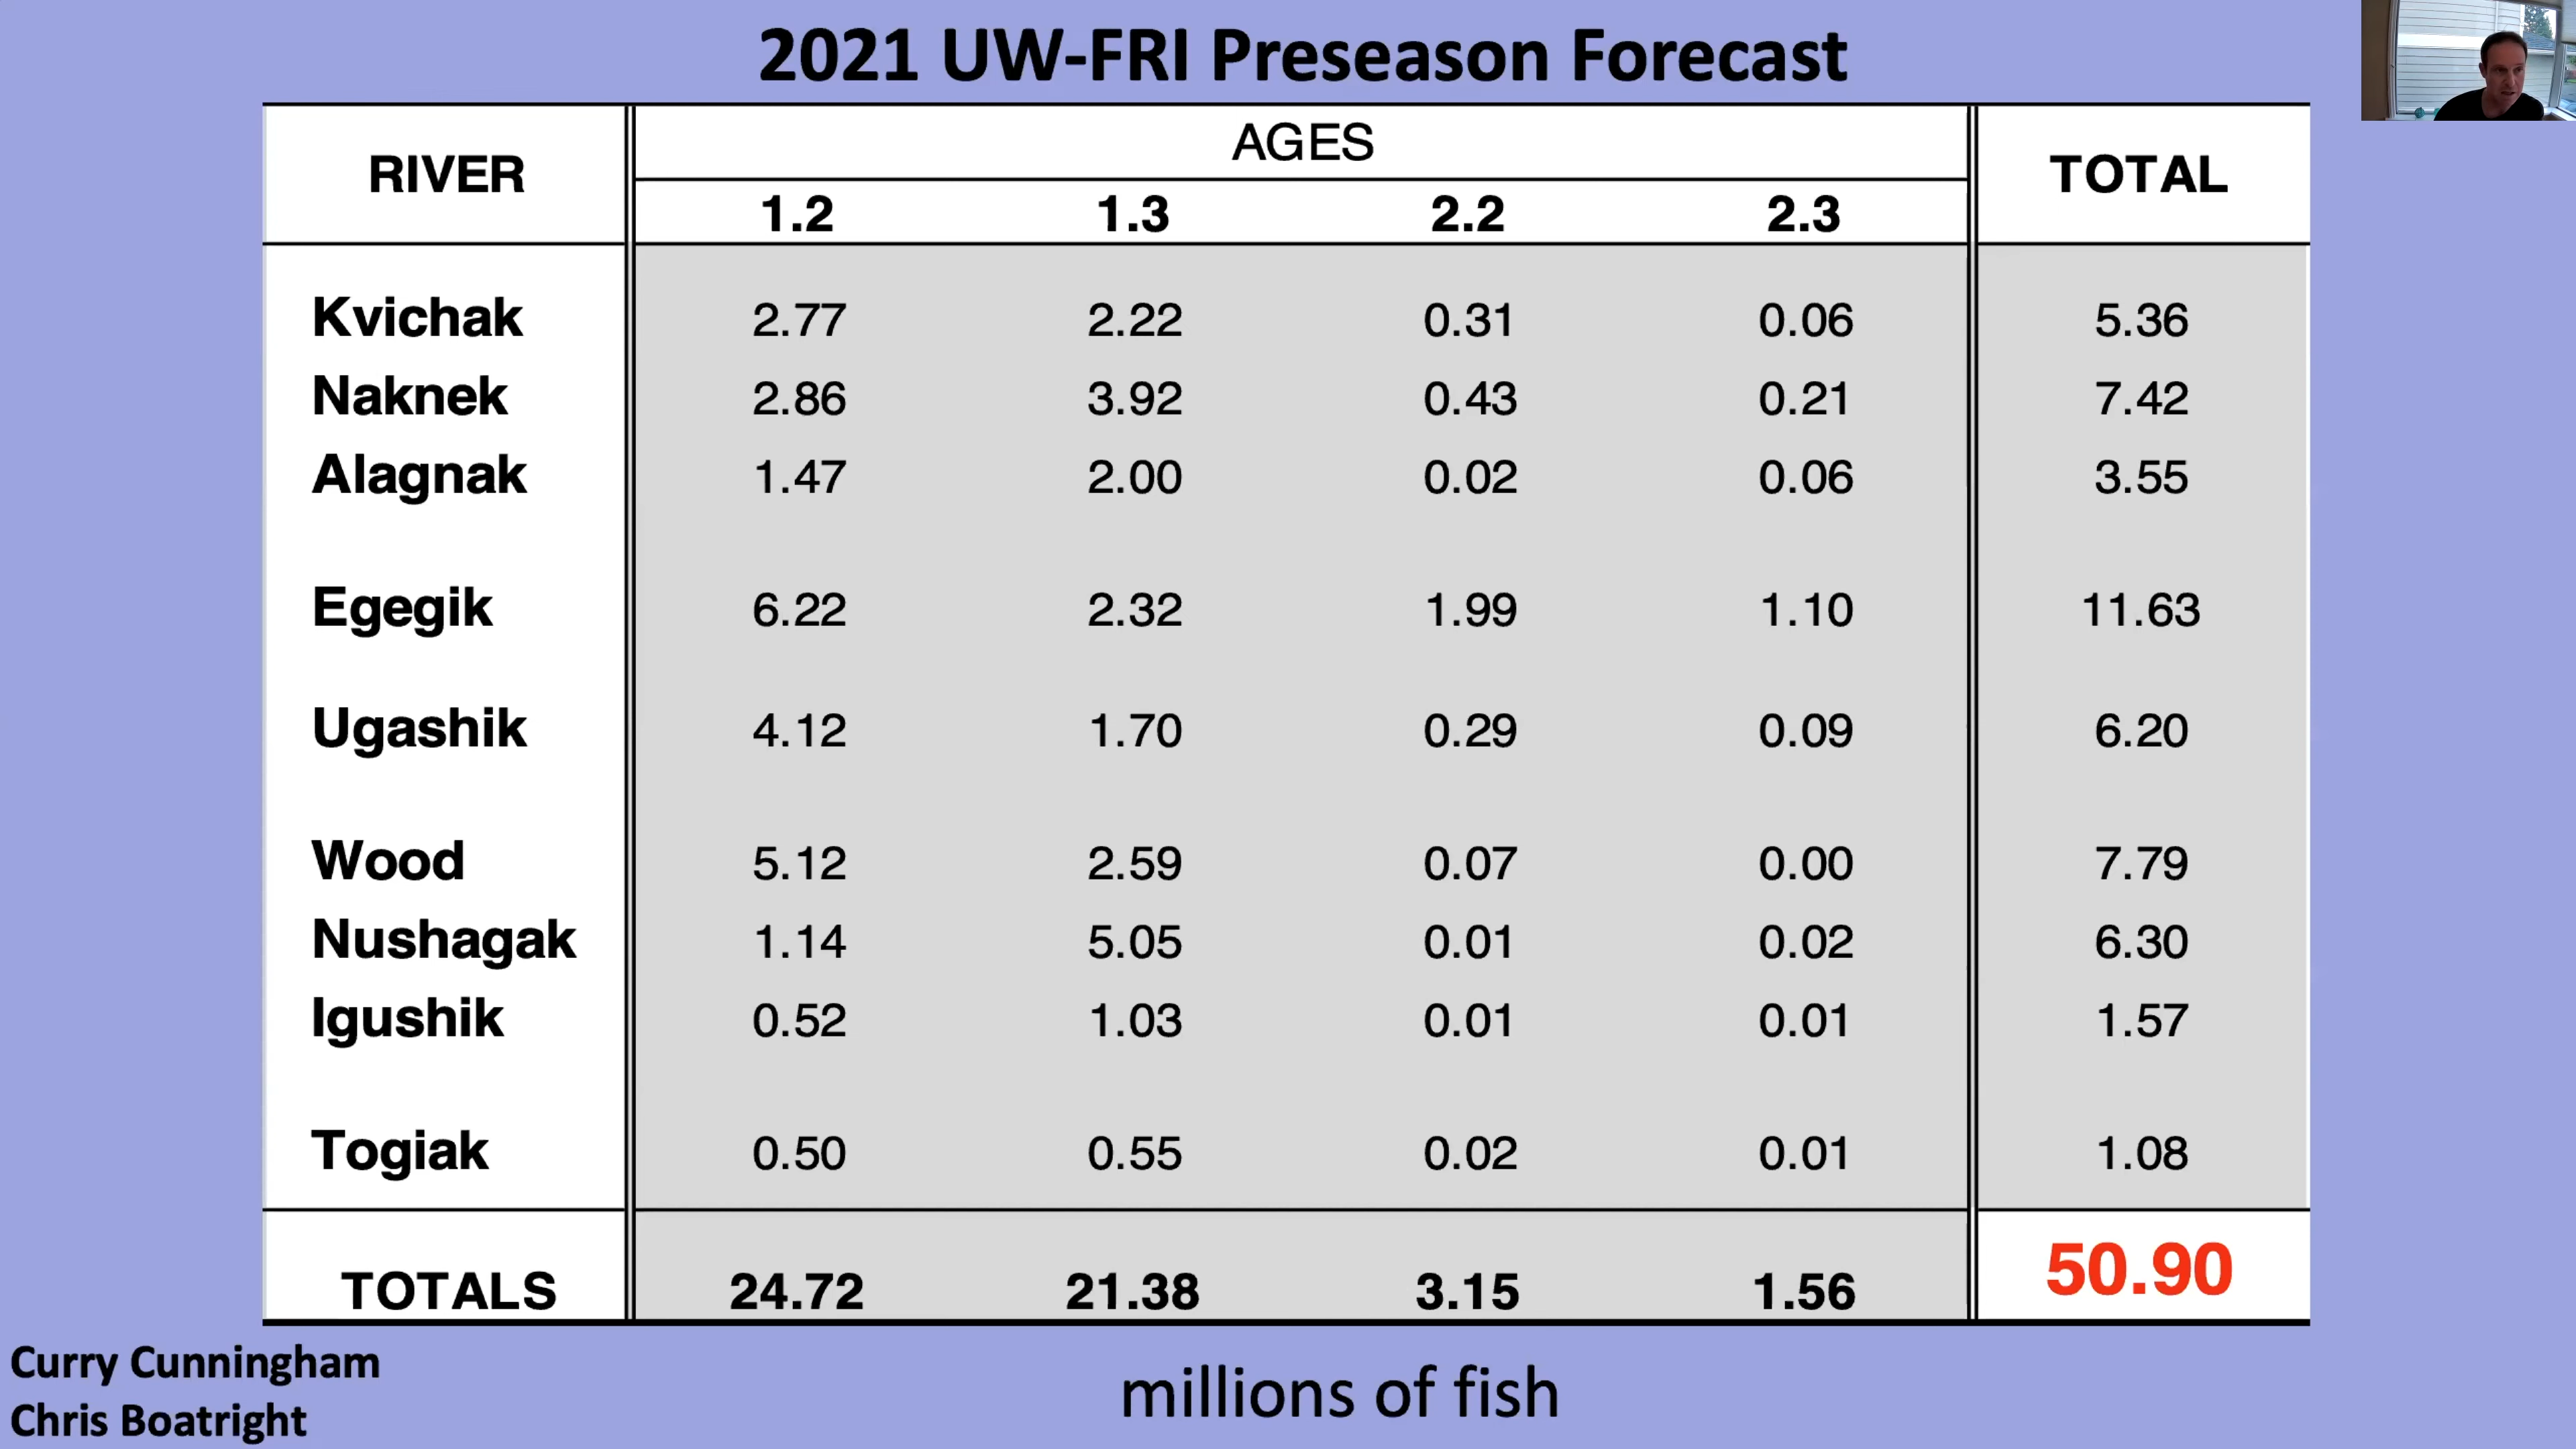 2021 UW-FRI Preseason Forecast
RIVER AGES TOTAL
1.2 1.3 2.2 2.3
Kvichak 2.77 2.22 0.31 0.06 5.36
Naknek 2.86 3.92 0.43 0.21 7.42
Alagnak 1.47 2.00 0.02 0.06 3.55
Egegik 6.22 2.32 1.99 1.10 11.63
Ugashik 4.12 1.70 0.29 0.09 6.20
Wood 5.12 2.59 0.07 0.00 7.79
Nushagak 1.14 5.05 0.01 0.02 6.30
Igushik 0.52 1.03 0.01 0.01 1.57
Togiak 0.50 0.55 0.02 0.01 1.08
TOTALS 24.72 21.38 3.15 1.56 50.90
Curry Cunningham
Chris Boatright
millions of fish